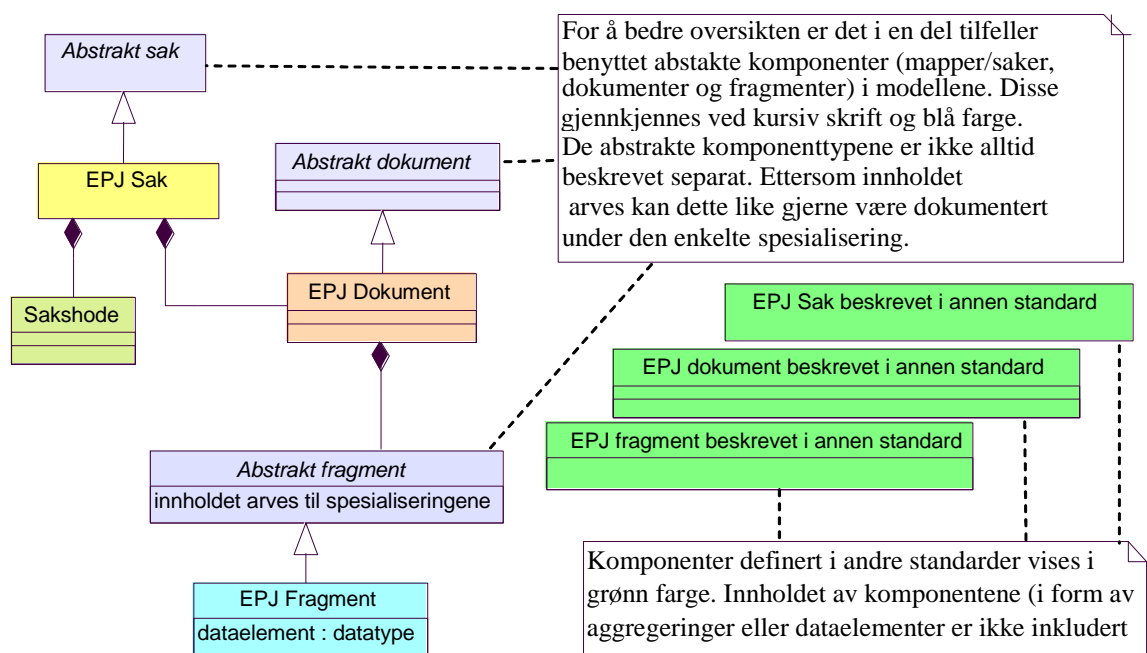 Abstrakt sak
For å bedre oversikten er det i en del tilfeller
benyttet abstakte komponenter (mapper/saker,
dokumenter og fragmenter) i modellene. Disse
gjennkjennes ved kursiv skrift og blå farge.
De abstrakte komponenttypene er ikke alltid
beskrevet separat. Ettersom innholdet
arves kan dette like gjerne være dokumentert
under den enkelte spesialisering.
Abstrakt dokument
EPJ Sak
EPJ Dokument
Sakshode
EPJ Sak beskrevet i annen standard
EPJ dokument beskrevet i annen standard
EPJ fragment beskrevet i annen standard
Abstrakt fragment
innholdet arves til spesialiseringene
EPJ Fragment
dataelement : datatype
Komponenter definert i andre standarder vises i
grønn farge. Innholdet av komponentene (i form av
aggregeringer eller dataelementer er ikke inkludert